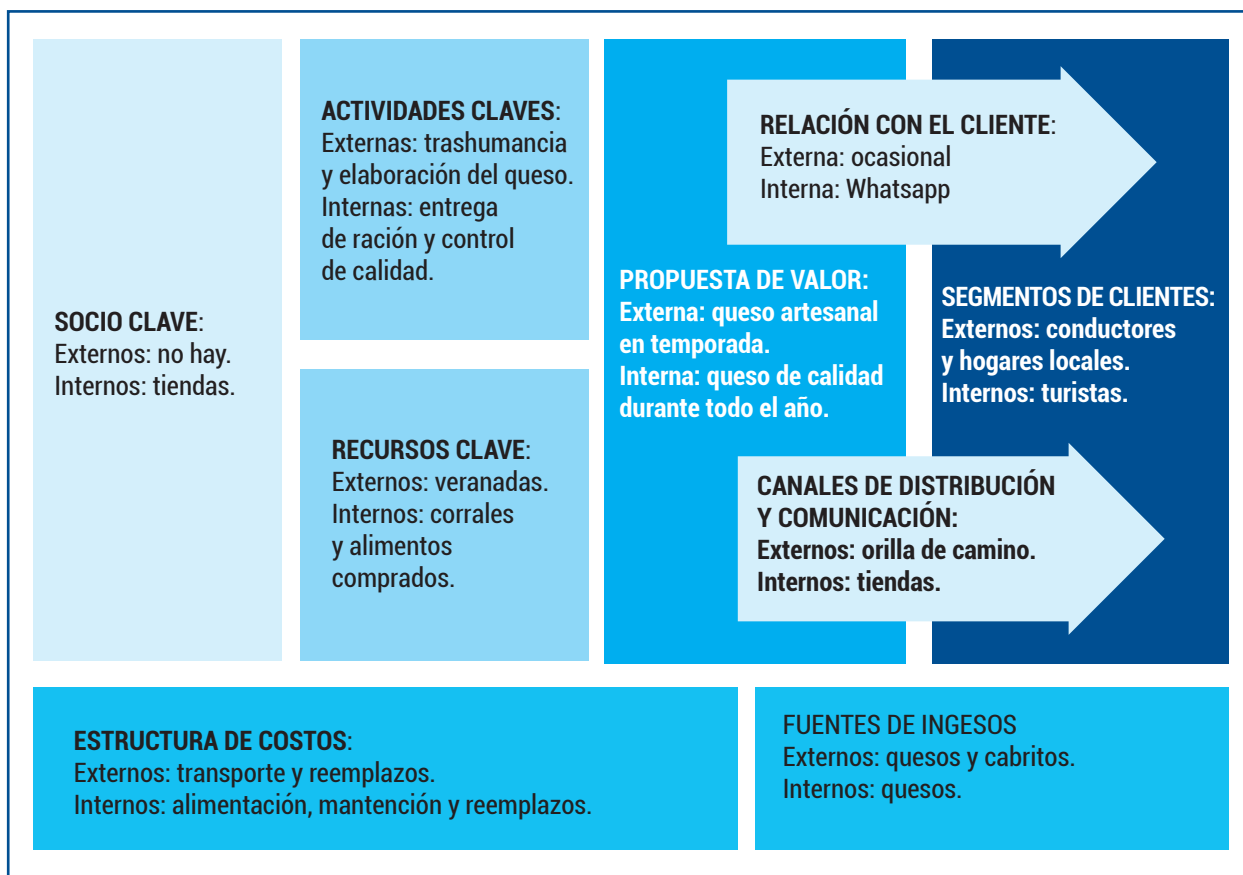 SOCIO CLAVE:
Externos: no hay.
Internos: tiendas.
ACTIVIDADES CLAVES:
Externas: trashumancia
y elaboración del queso.
Internas: entrega
de ración y control
de calidad.
RECURSOS CLAVE:
Externos: veranadas.
Internos: corrales
y alimentos
comprados.
PROPUESTA DE VALOR:
Externa: queso artesanal
en temporada.
Interna: queso de calidad
durante todo el año.
RELACIÓN CON EL CLIENTE:
Externa: ocasional
Interna: Whatsapp
SEGMENTOS DE CLIENTES:
Externos: conductores
y hogares locales.
Internos: turistas.
CANALES DE DISTRIBUCIÓN
Y COMUNICACIÓN:
Externos: orilla de camino.
Internos: tiendas.
ESTRUCTURA DE COSTOS:
Externos: transporte y reemplazos.
Internos: alimentación, mantención y reemplazos.
FUENTES DE INGESOS
Externos: quesos y cabritos.
Internos: quesos.